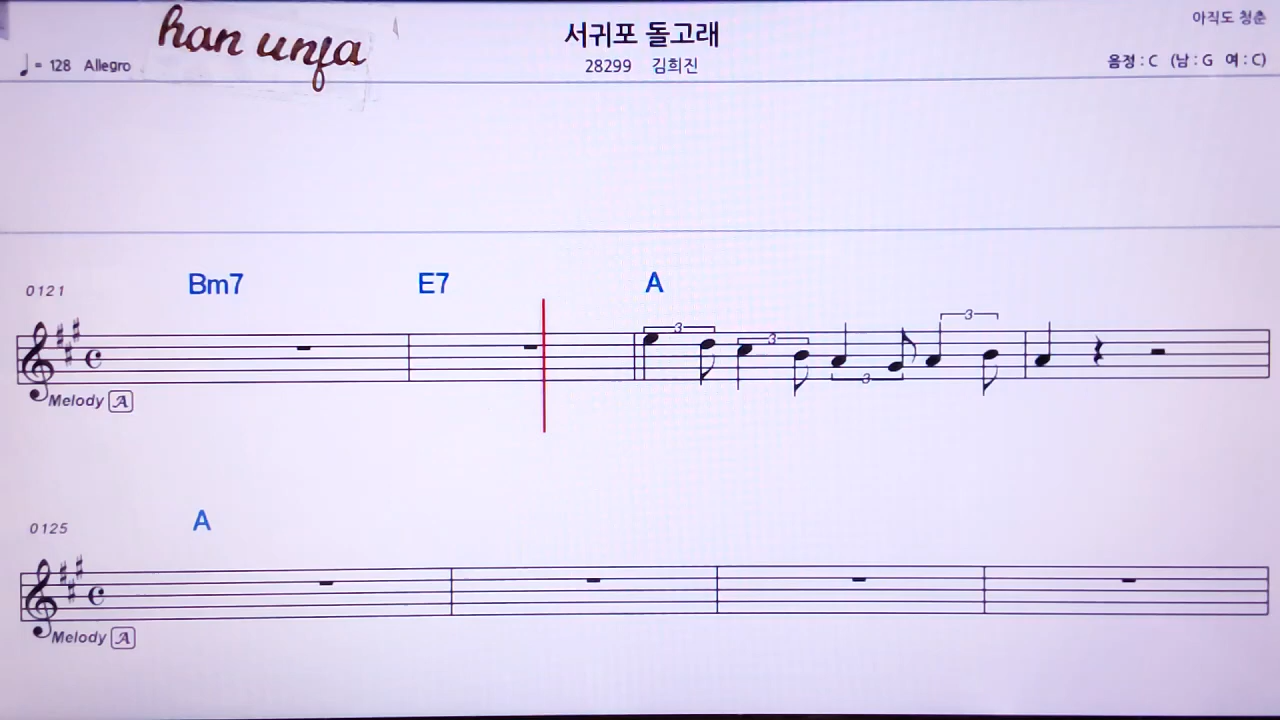 han unja
서귀포 돌고래
아직도 청춘
♩ = 128 Allegro
28299 김희진
음정 : C (남 : G 여 : C)
0121
Bm7 E7 A
3 3 3 3
Melody A
0125
A
Melody A